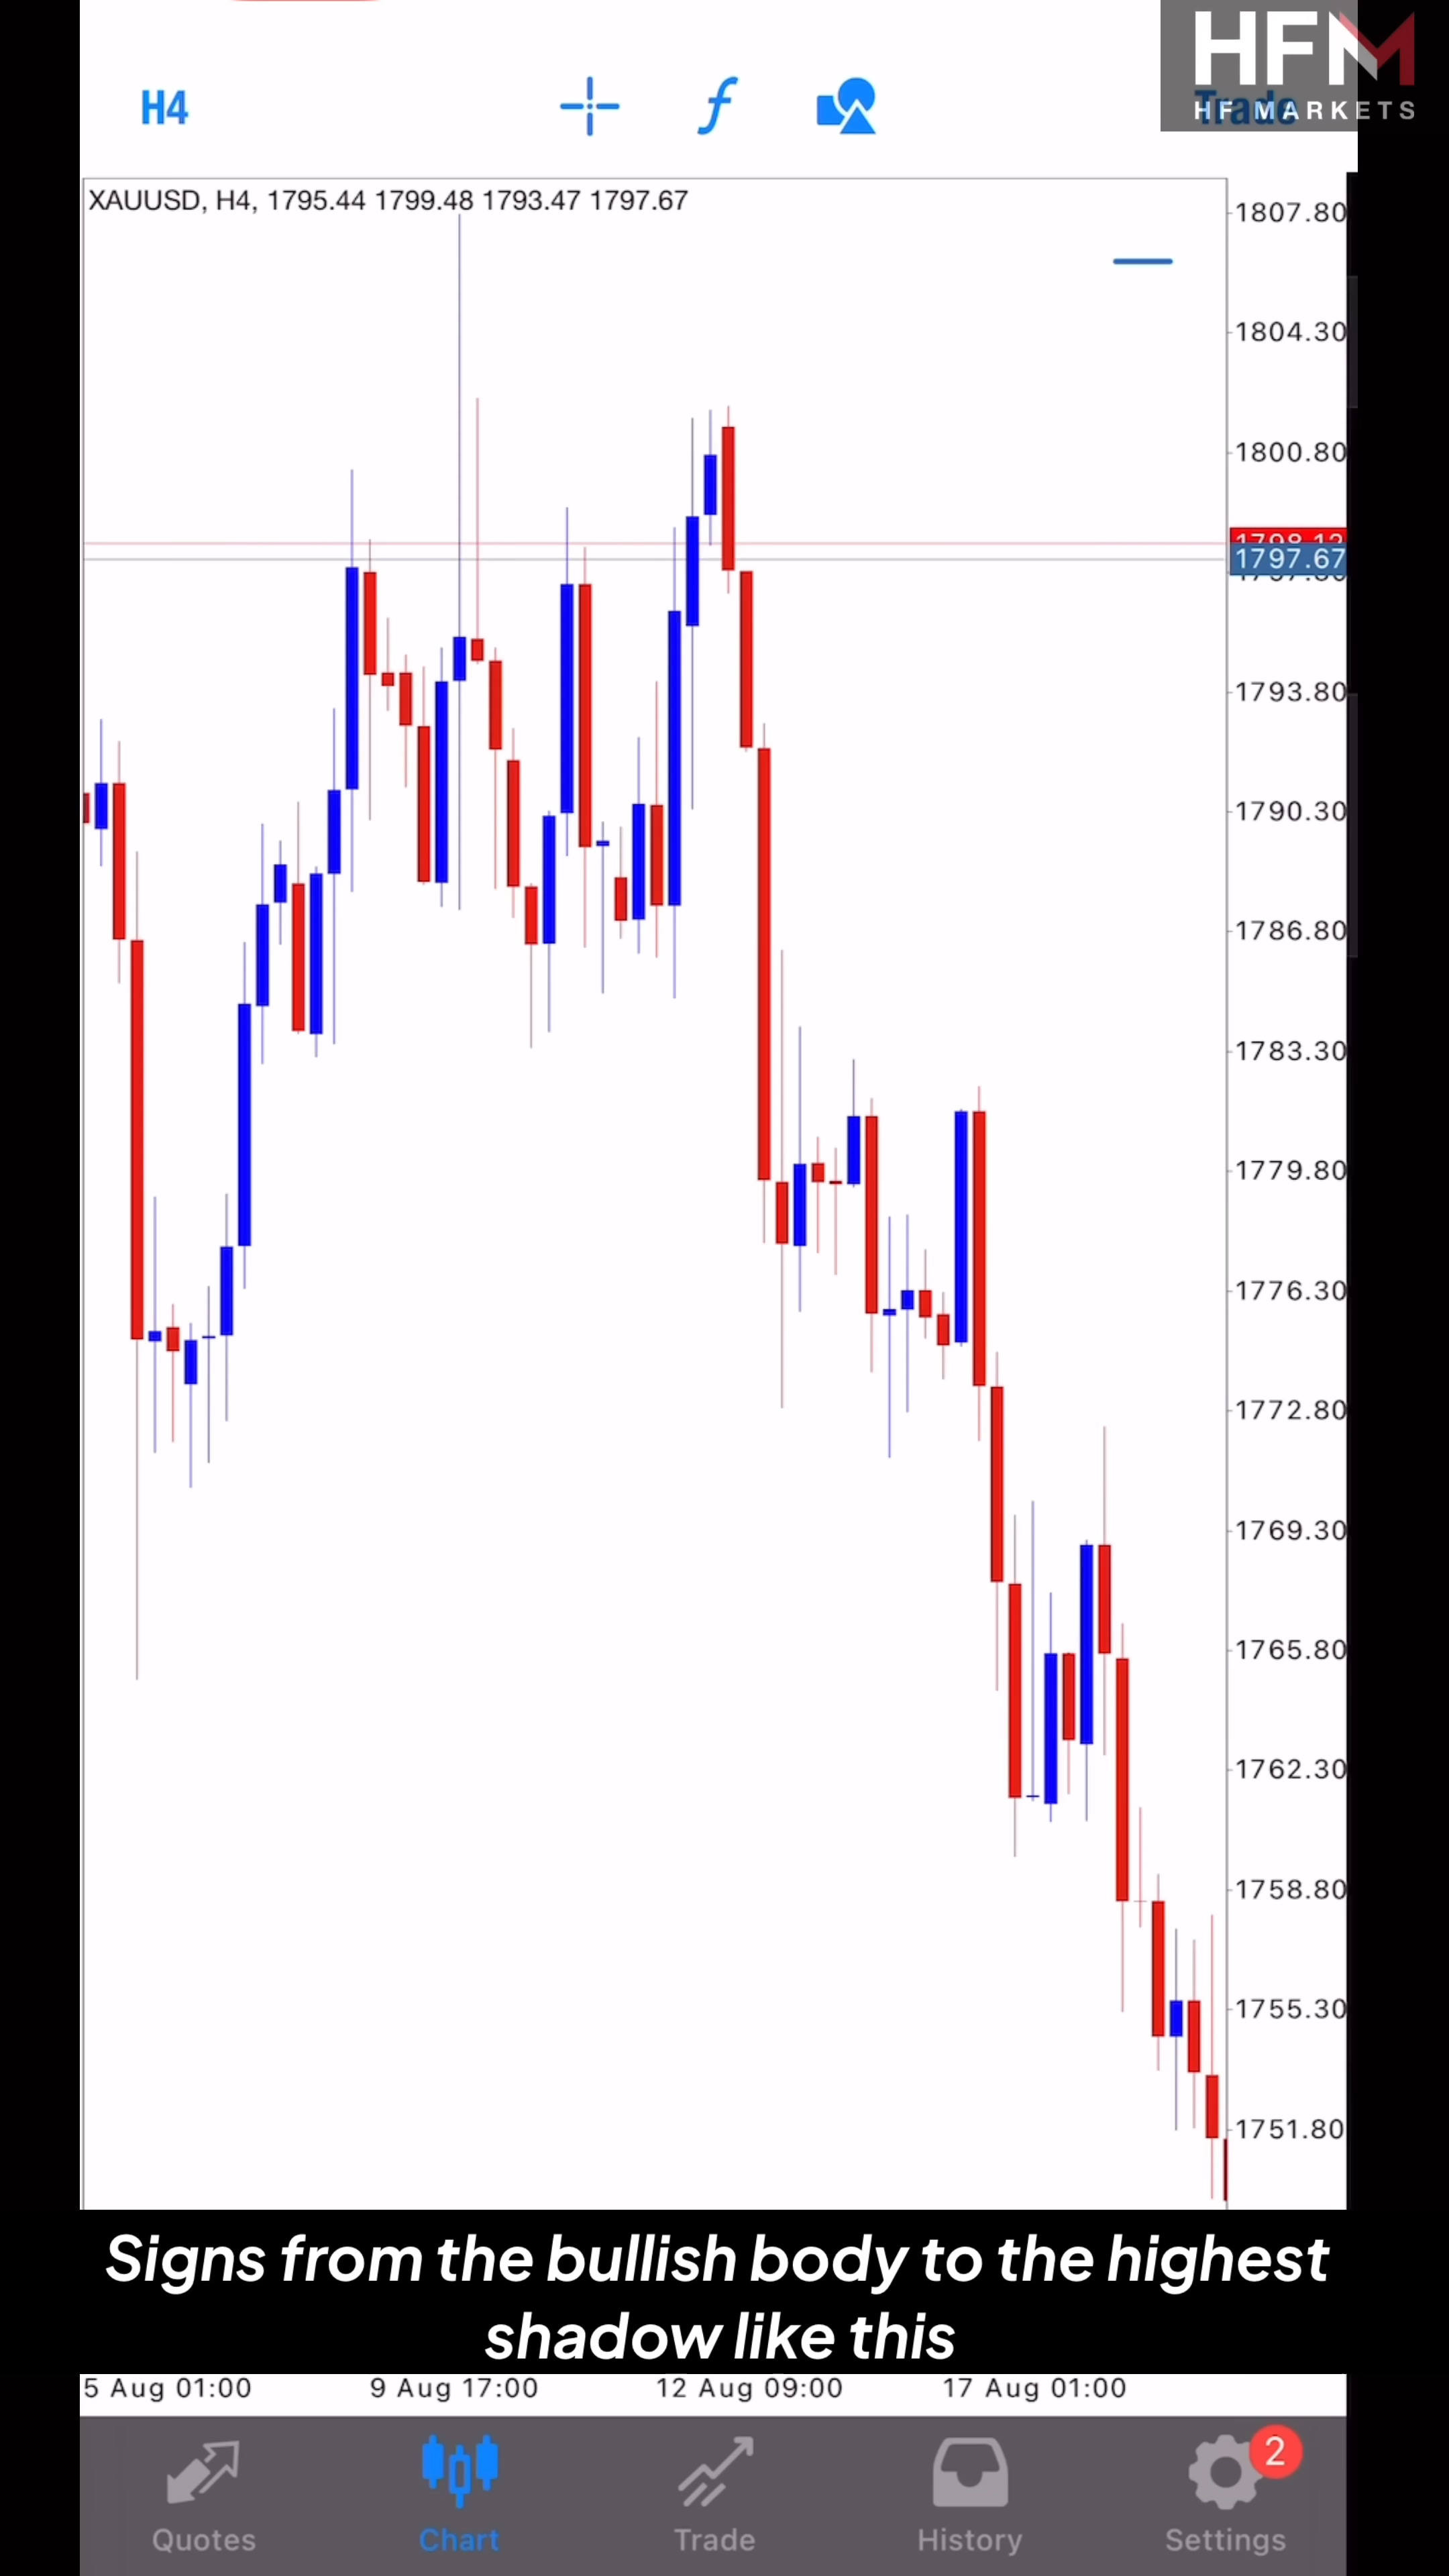 HFM
HF MARKETS
H4
Trade
XAUUSD, H4, 1795.44 1799.48 1793.47 1797.67
1807.80
1804.30
1800.80
1798.12
1797.67
1793.80
1790.30
1786.80
1783.30
1779.80
1776.30
1772.80
1769.30
1765.80
1762.30
1758.80
1755.30
1751.80
Signs from the bullish body to the highest
shadow like this
5 Aug 01:00 9 Aug 17:00 12 Aug 09:00 17 Aug 01:00
2
Quotes Chart Trade History Settings